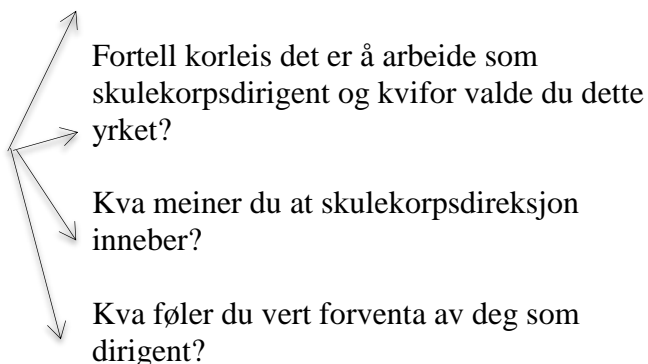 Fortell korleis det er å arbeide som
skulekorpsdirigent og kvifor valde du dette
yrket?
Kva meiner du at skulekorpsdireksjon
inneber?
Kva føler du vert forventa av deg som
dirigent?